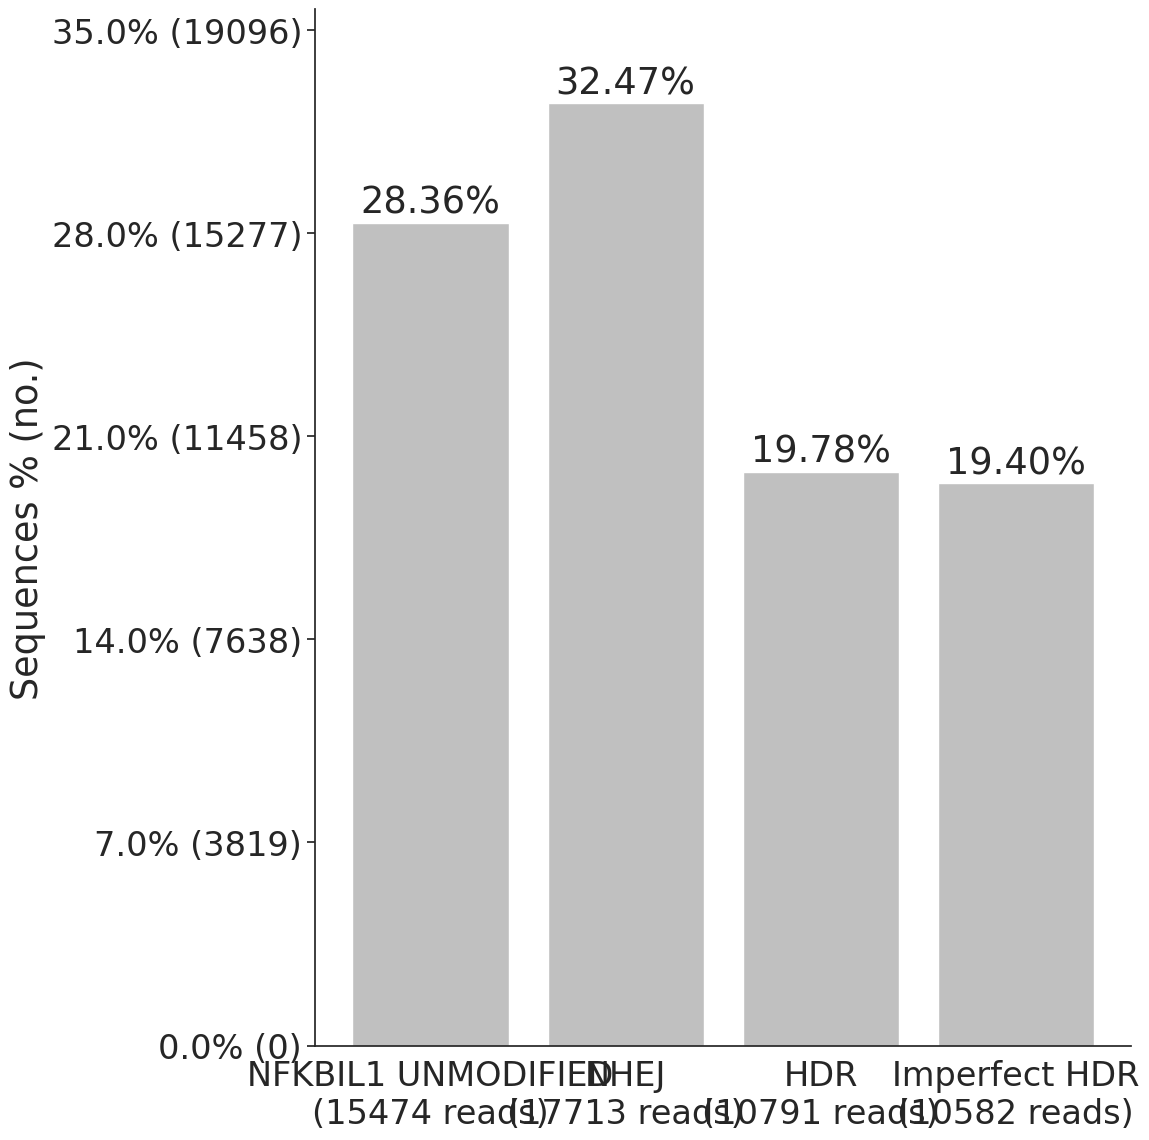 35.0% (19096)
32.47%
28.36%
28.0% (15277)
Sequences % (no.)
21.0% (11458)
19.78%
19.40%
14.0% (7638)
7.0% (3819)
0.0% (0)
NFKBIL1 UNMODIFIED
(15474 reads)
NHEJ
(17713 reads)
HDR
(10791 reads)
Imperfect HDR
(10582 reads)